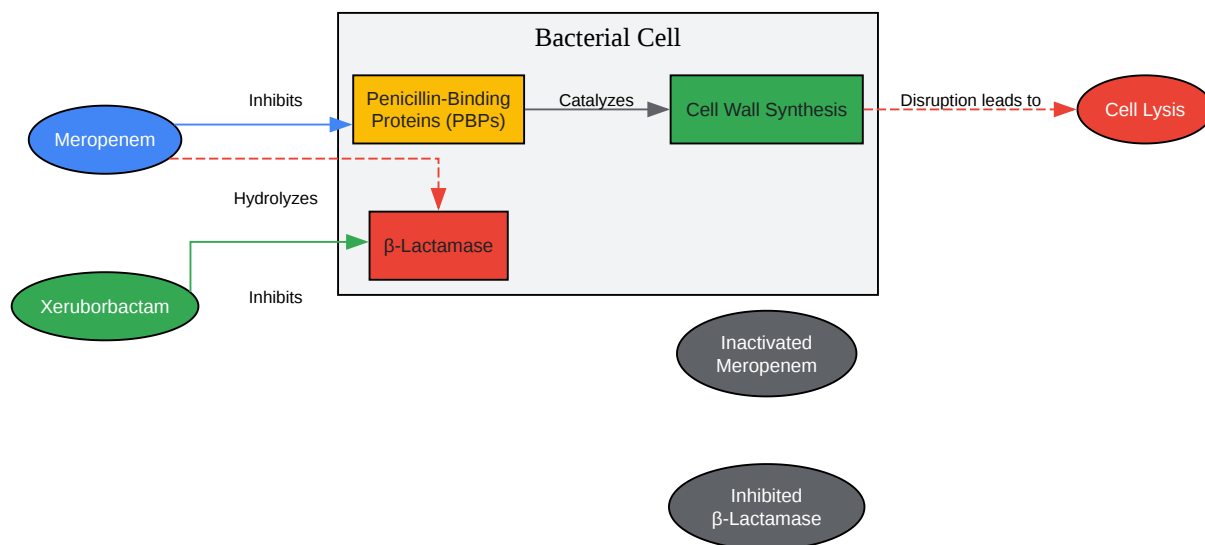 Bacterial Cell
Inhibits
Penicillin-Binding
Proteins (PBPs)
Catalyzes
Cell Wall Synthesis
Disruption leads to
Cell Lysis
Meropenem
Hydrolyzes
β-Lactamase
Inhibits
Xeruborbactam
Inactivated
Meropenem
Inhibited
β-Lactamase